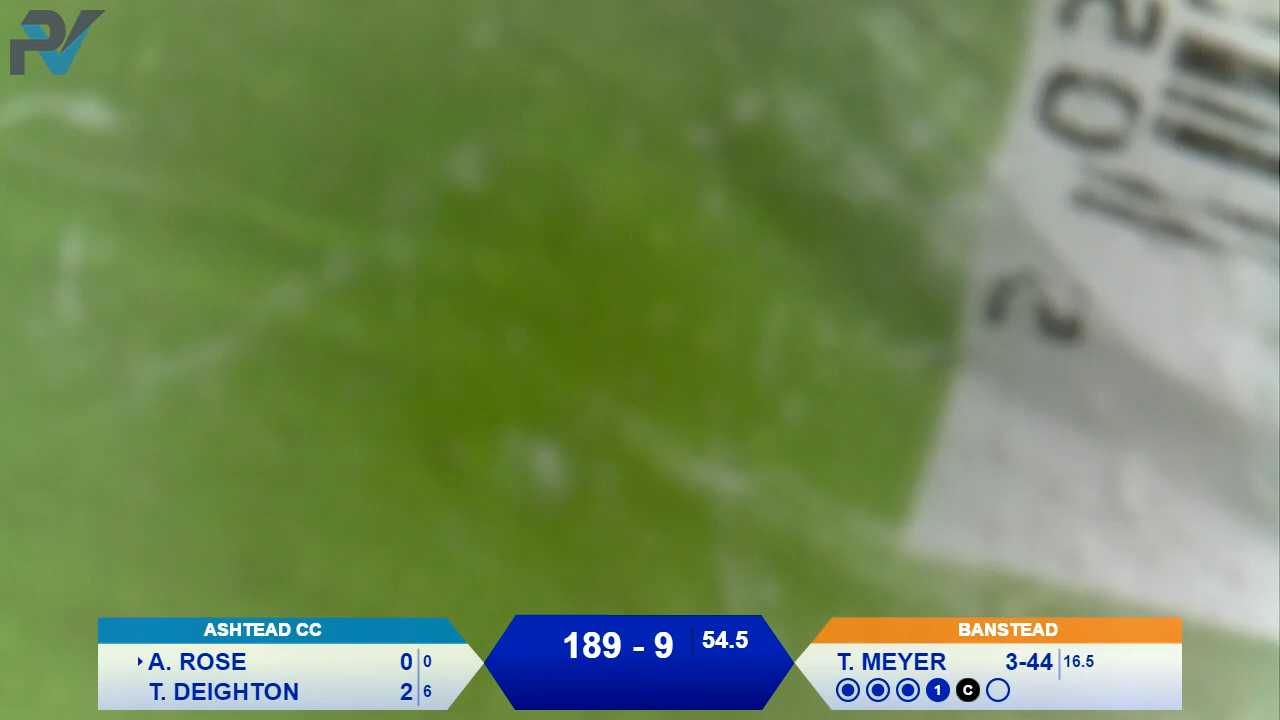 PV
202
ASHTEAD CC
A. ROSE 0 0
T. DEIGHTON 2 6
189 - 9 54.5
BANSTEAD
T. MEYER 3-44 16.5
1 C